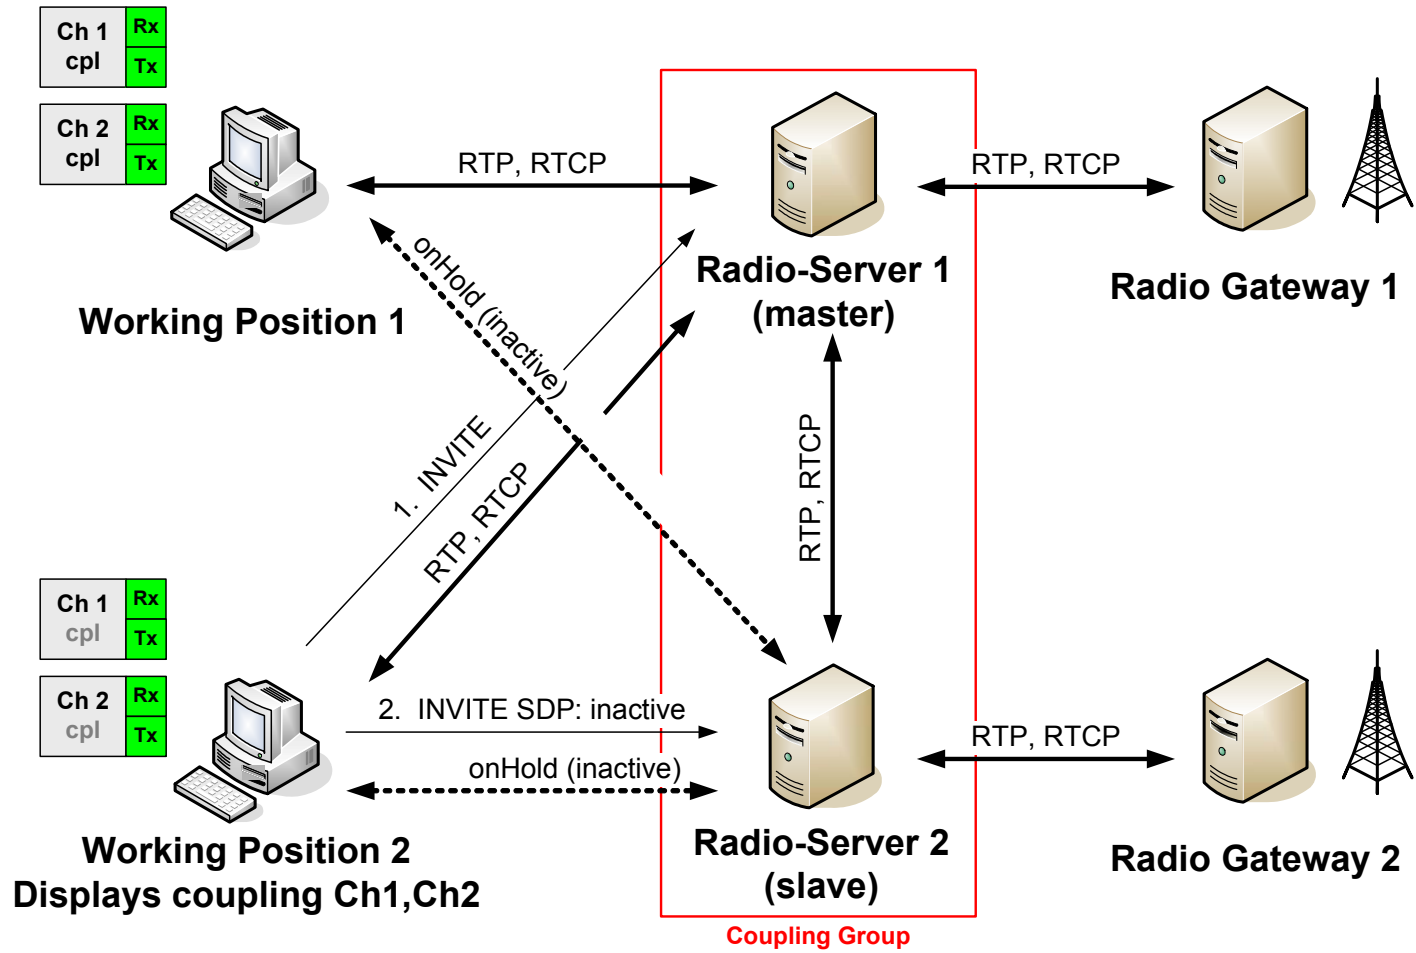 Ch 1
cpl
Rx
Tx
Ch 2
cpl
Rx
Tx
RTP, RTCP
RTP, RTCP
Working Position 1
Radio-Server 1
(master)
Radio Gateway 1
onHold (inactive)
1. INVITE
RTP, RTCP
RTP, RTCP
Ch 1
cpl
Rx
Tx
Ch 2
cpl
Rx
Tx
2. INVITE SDP: inactive
onHold (inactive)
RTP, RTCP
Working Position 2
Displays coupling Ch1,Ch2
Radio-Server 2
(slave)
Radio Gateway 2
Coupling Group